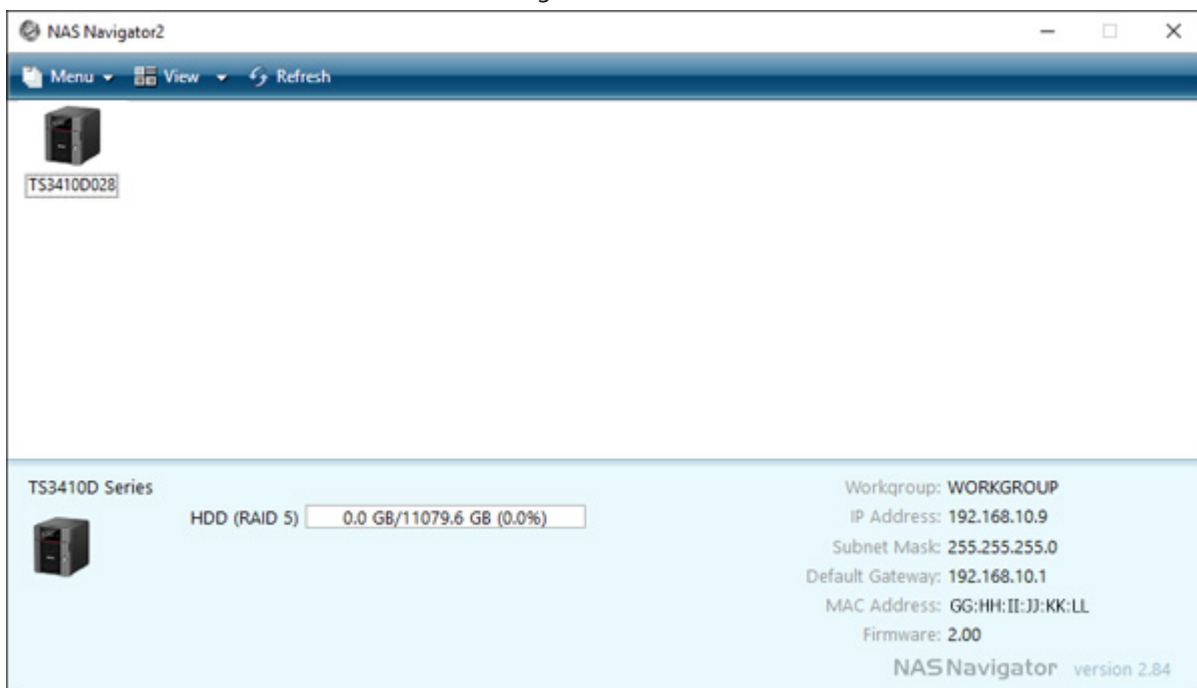 NAS Navigator2
Menu View Refresh
TS3410D028
TS3410D Series
HDD (RAID 5) 0.0 GB/11079.6 GB (0.0%)
Workgroup: WORKGROUP
IP Address: 192.168.10.9
Subnet Mask: 255.255.255.0
Default Gateway: 192.168.10.1
MAC Address: GG:HH:II:JJ:KK:LL
Firmware: 2.00
NAS Navigator version 2.84